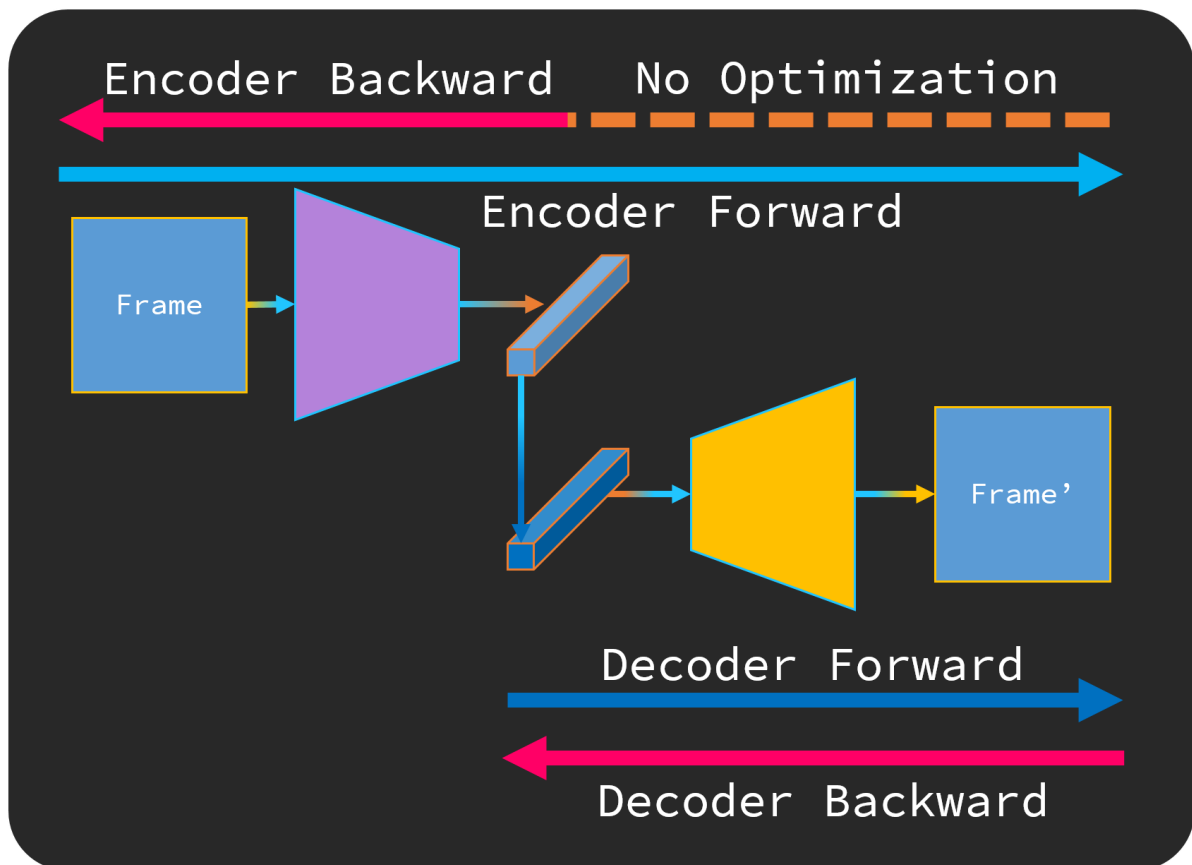 Encoder Backward
No Optimization
Encoder Forward
Frame
Frame’
Decoder Forward
Decoder Backward